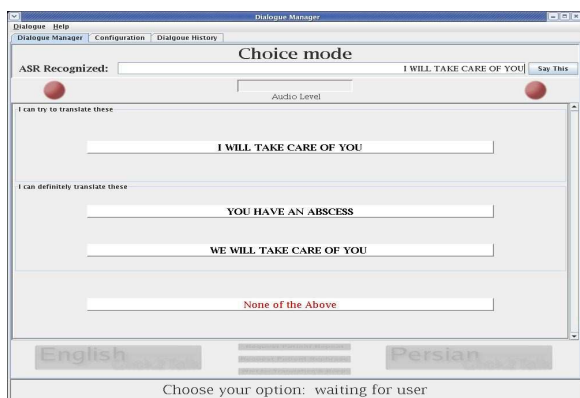 Dialogue Manager
Dialogue Help
Dialogue Manager Configuration Dialgoue History
Choice mode
ASR Recognized: I WILL TAKE CARE OF YOU Say This
Audio Level
I can try to translate these
I WILL TAKE CARE OF YOU
I can definitely translate these
YOU HAVE AN ABSCESS
WE WILL TAKE CARE OF YOU
None of the Above
English Persian
Choose your option: waiting for user